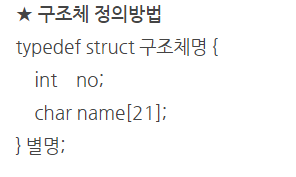 ★ 구조체 정의방법
typedef struct 구조체명 {
int no;
char name[21];
} 별명;